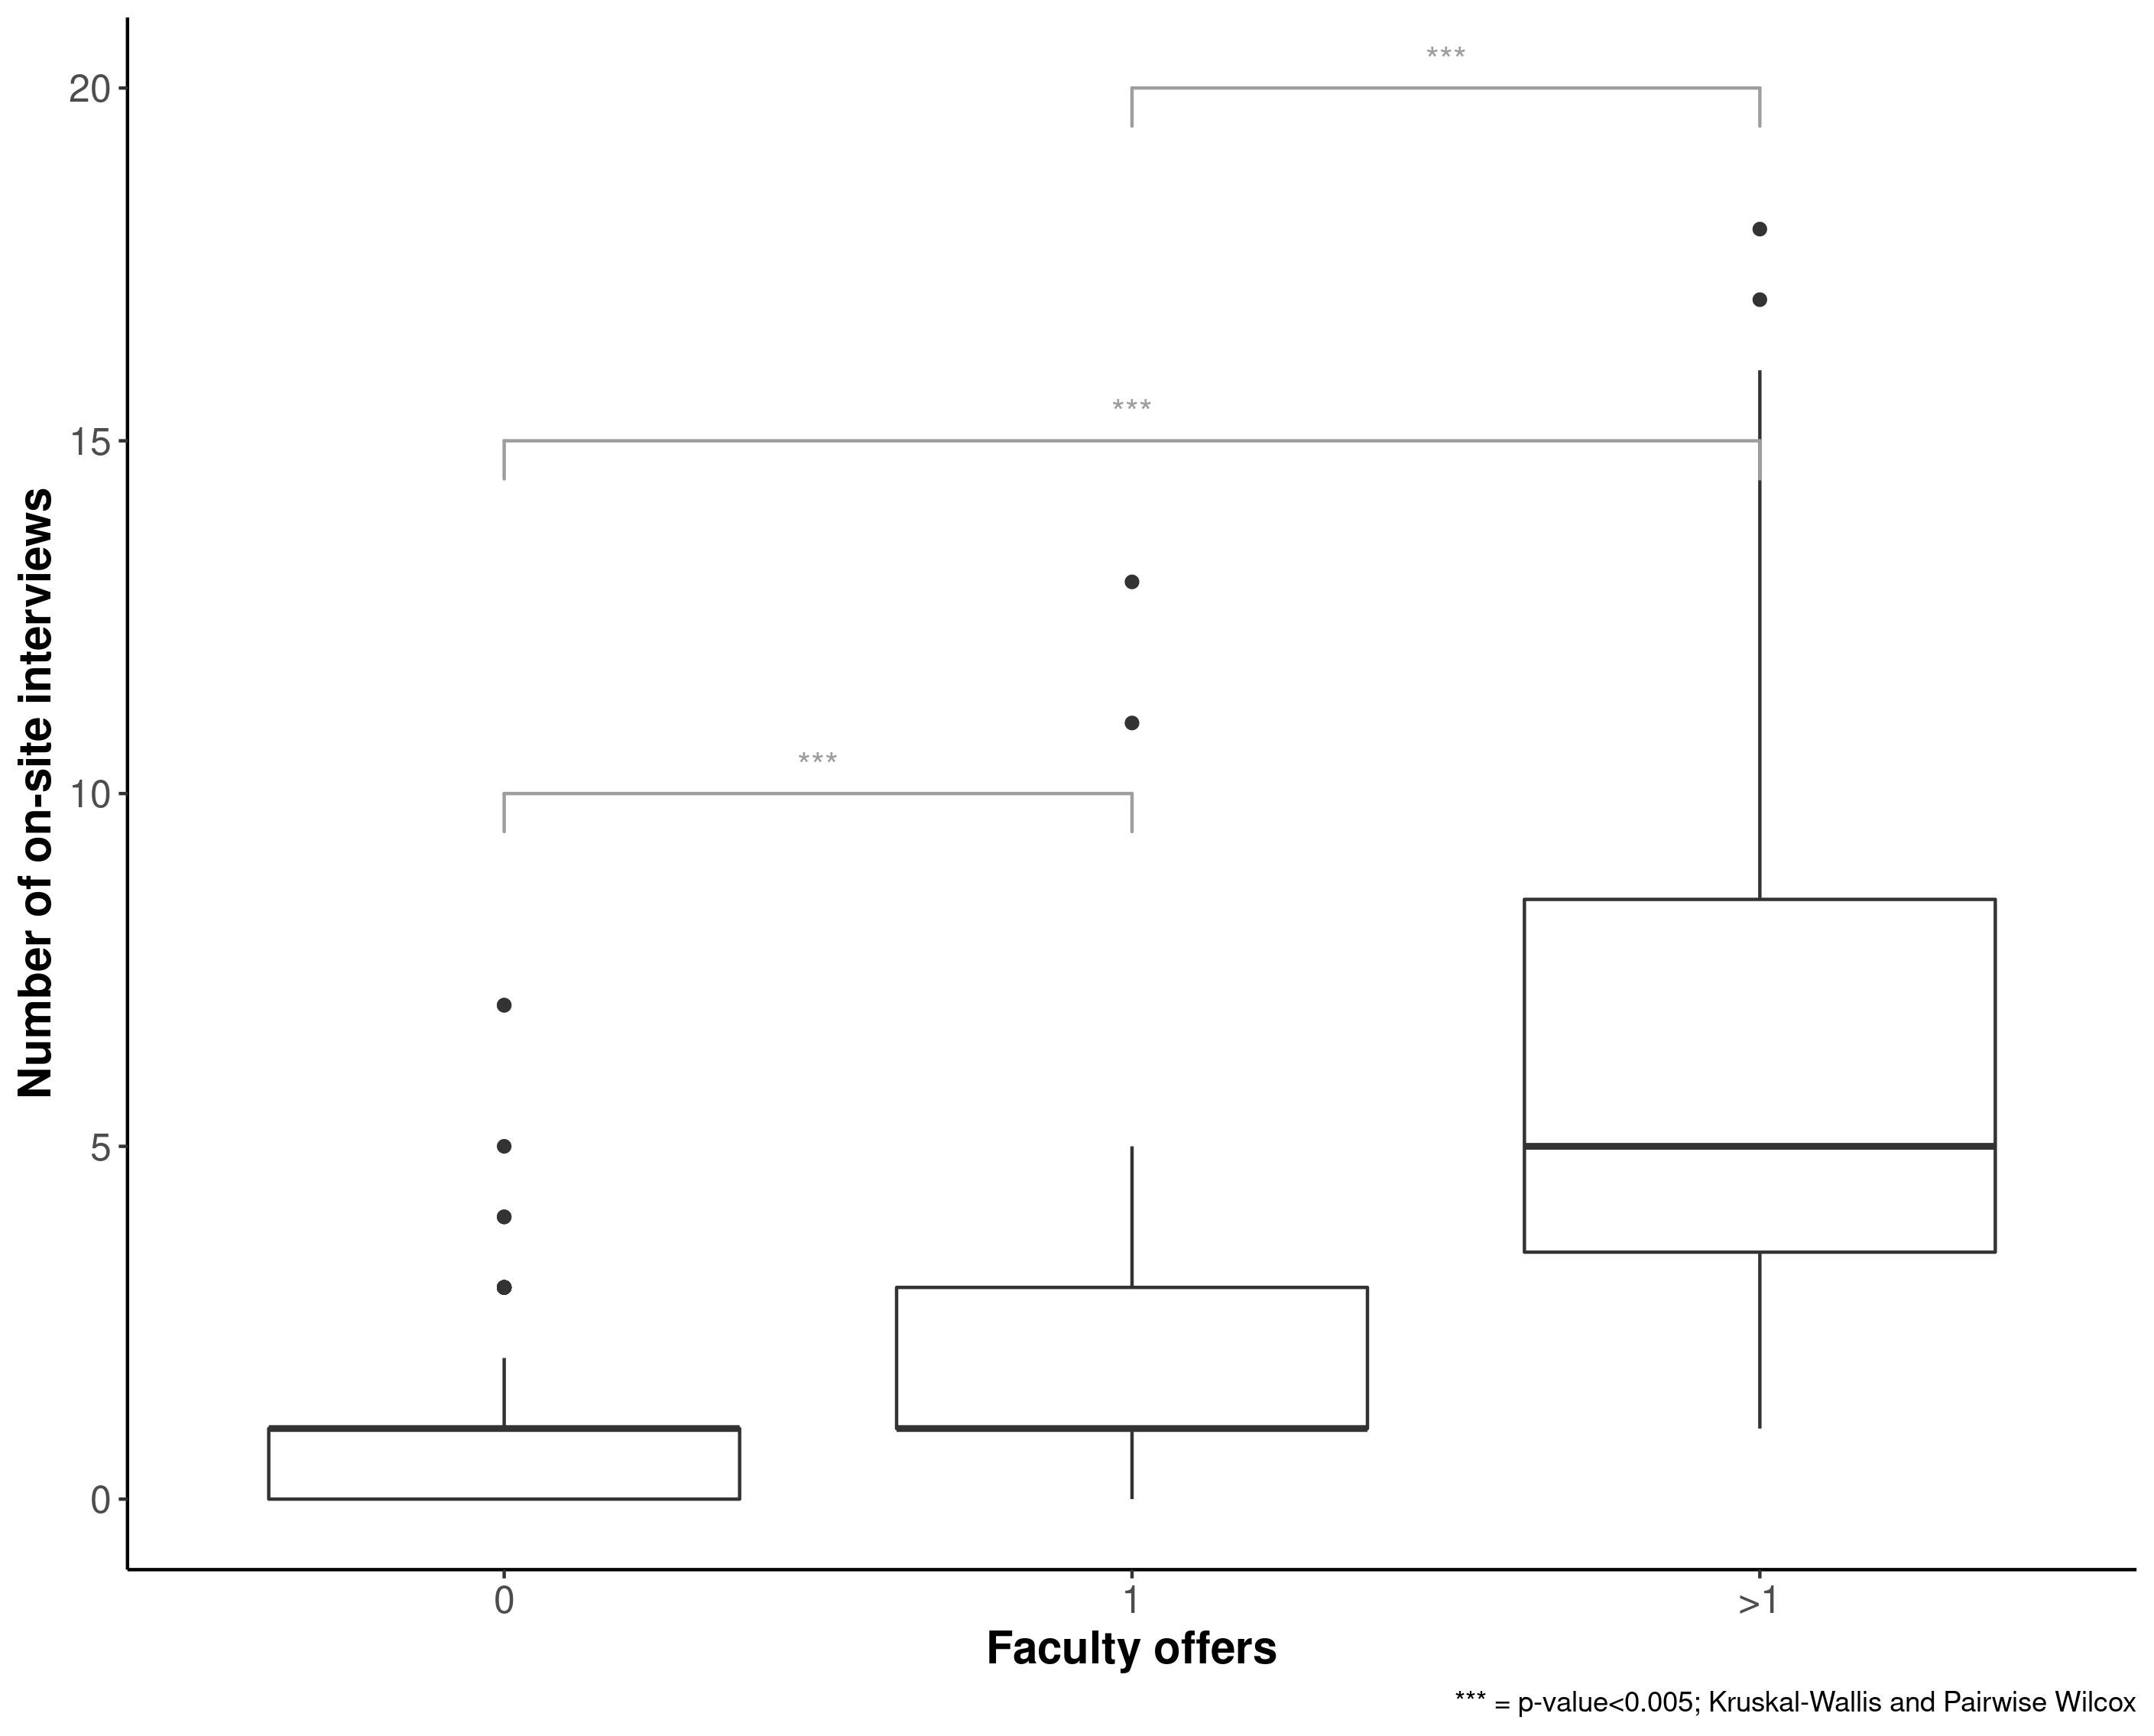 ***
20
***
15
***
10
5
0
Number of on-site interviews
0 1 >1
Faculty offers
*** = p-value<0.005; Kruskal-Wallis and Pairwise Wilcox